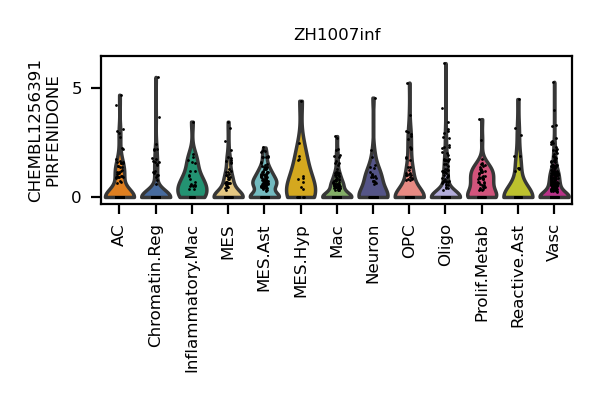 ZH1007inf
CHEMBL1256391
PIRFENIDONE
5
0
AC
Chromatin.Reg
Inflammatory.Mac
MES
MES.Ast
MES.Hyp
Mac
Neuron
OPC
Oligo
Prolif.Metab
Reactive.Ast
Vasc